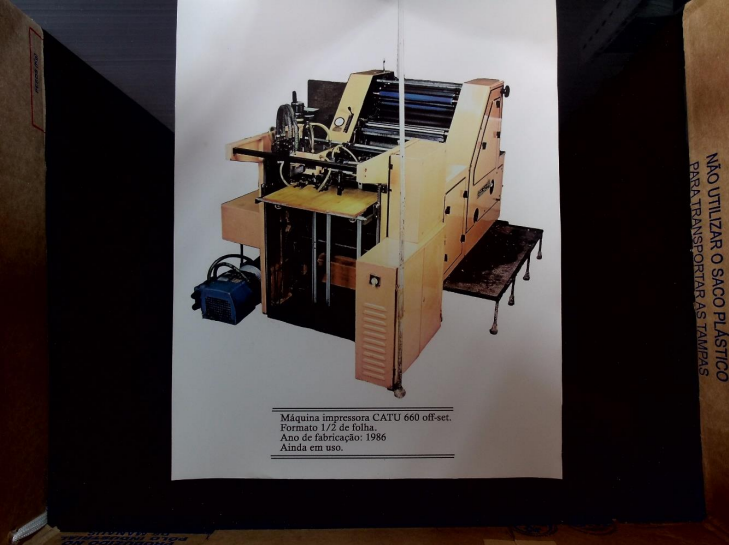 Máquina impressora CATU 660 off-set.
Formato 1/2 de folha.
Ano de fabricação: 1986
Ainda em uso.
NÃO UTILIZAR O SACO PLÁSTICO
PARA TRANSPORTAR AS TAMPAS